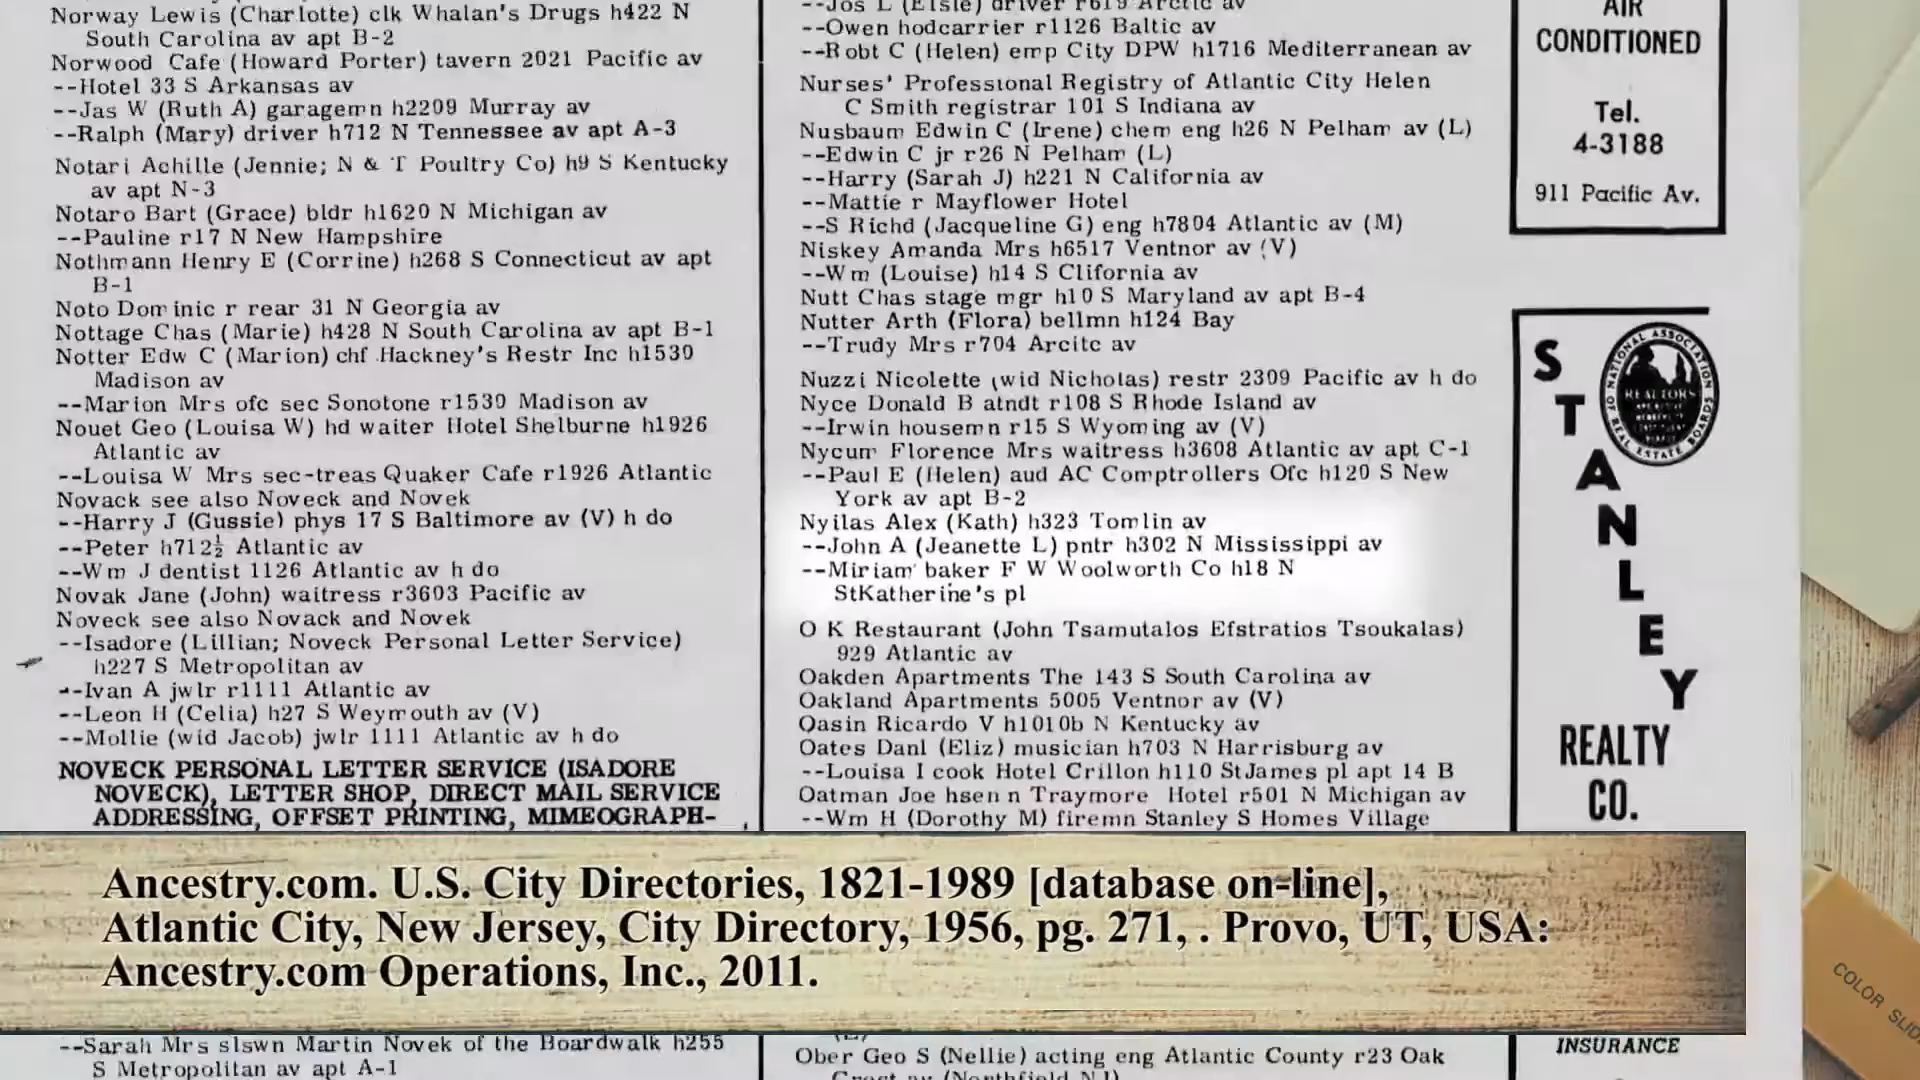 Norway Lewis (Charlotte) clk Whalan's Drugs h422 N
South Carolina av apt B-2
Norwood Cafe (Howard Porter) tavern 2021 Pacific av
--Hotel 33 S Arkansas av
--Jas W (Ruth A) garagemn h2209 Murray av
--Ralph (Mary) driver h712 N Tennessee av apt A-3
Notari Achille (Jennie; N & T Poultry Co) h9 S Kentucky
av apt N-3
Notaro Bart (Grace) bldr h1620 N Michigan av
--Pauline r17 N New Hampshire
Nothmann Henry E (Corrine) h268 S Connecticut av apt
B-1
Noto Dominic r rear 31 N Georgia av
Nottage Chas (Marie) h428 N South Carolina av apt B-1
Notter Edw C (Marion) chf Hackney's Restr Inc h1530
Madison av
--Marion Mrs ofc sec Sonotone r1530 Madison av
Nouet Geo (Louisa W) hd waiter Hotel Shelburne h1926
Atlantic av
--Louisa W Mrs sec-treas Quaker Cafe r1926 Atlantic
Novack see also Noveck and Novek
--Harry J (Gussie) phys 17 S Baltimore av (V) h do
--Peter h712½ Atlantic av
--Wm J dentist 1126 Atlantic av h do
Novak Jane (John) waitress r3603 Pacific av
Noveck see also Novack and Novek
--Isadore (Lillian; Noveck Personal Letter Service)
h227 S Metropolitan av
--Ivan A jwlr r1111 Atlantic av
--Leon H (Celia) h27 S Weymouth av (V)
--Mollie (wid Jacob) jwlr 1111 Atlantic av h do
NOVECK PERSONAL LETTER SERVICE (ISADORE
NOVECK), LETTER SHOP, DIRECT MAIL SERVICE
ADDRESSING, OFFSET PRINTING, MIMEOGRAPH-
--Sarah Mrs slswn Martin Novek of the Boardwalk h255
S Metropolitan av apt A-1
--Jos L (Elsie) driver r619 Arctic av
--Owen hodcarrier r1126 Baltic av
--Robt C (Helen) emp City DPW h1716 Mediterranean av
Nurses' Professional Registry of Atlantic City Helen
C Smith registrar 101 S Indiana av
Nusbaum Edwin C (Irene) chem eng h26 N Pelham av (L)
--Edwin C jr r26 N Pelham (L)
--Harry (Sarah J) h221 N California av
--Mattie r Mayflower Hotel
--S Richd (Jacqueline G) eng h7804 Atlantic av (M)
Niskey Amanda Mrs h6517 Ventnor av (V)
--Wm (Louise) h14 S Clifornia av
Nutt Chas stage mgr h10 S Maryland av apt B-4
Nutter Arth (Flora) bellmn h124 Bay
--Trudy Mrs r704 Arcitc av
Nuzzi Nicolette (wid Nicholas) restr 2309 Pacific av h do
Nyce Donald B atndt r108 S Rhode Island av
--Irwin housemn r15 S Wyoming av (V)
Nycum Florence Mrs waitress h3608 Atlantic av apt C-1
--Paul E (Helen) aud AC Comptrollers Ofc h120 S New
York av apt B-2
Nyilas Alex (Kath) h323 Tomlin av
--John A (Jeanette L) pntr h302 N Mississippi av
--Miriam baker F W Woolworth Co h18 N
StKatherine's pl
O K Restaurant (John Tsamutalos Efstratios Tsoukalas)
929 Atlantic av
Oakden Apartments The 143 S South Carolina av
Oakland Apartments 5005 Ventnor av (V)
Oasin Ricardo V h1010b N Kentucky av
Oates Danl (Eliz) musician h703 N Harrisburg av
--Louisa I cook Hotel Crillon h110 StJames pl apt 14 B
Oatman Joe hsemn Traymore Hotel r501 N Michigan av
--Wm H (Dorothy M) firemn Stanley S Homes Village
Ober Geo S (Nellie) acting eng Atlantic County r23 Oak
AIR
CONDITIONED
Tel.
4-3188
911 Pacific Av.
STANLEY
NATIONAL ASSOCIATION OF REAL ESTATE BOARDS
REALTORS
REALTY
CO.
INSURANCE
Ancestry.com. U.S. City Directories, 1821-1989 [database on-line],
Atlantic City, New Jersey, City Directory, 1956, pg. 271, . Provo, UT, USA:
Ancestry.com Operations, Inc., 2011.
COLOR SLID